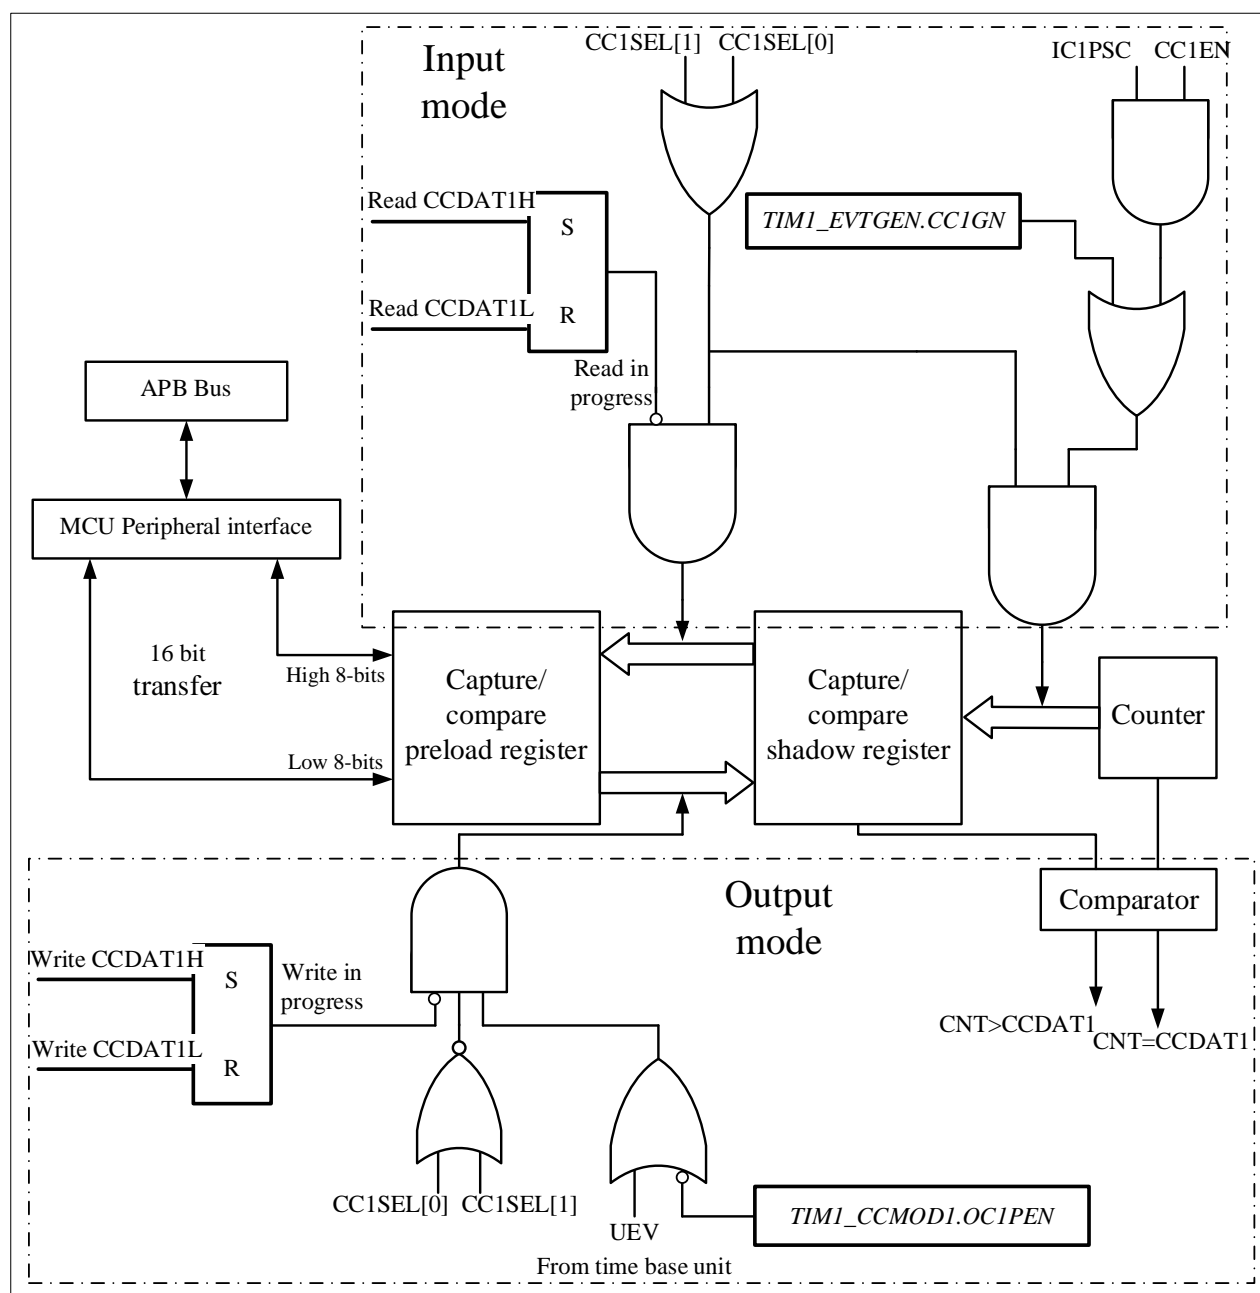 CC1SEL[1] CC1SEL[0]
IC1PSC CC1EN
Input
mode
Read CCDAT1H
S
TIM1_EVTGEN.CC1GN
Read CCDAT1L
R
Read in
progress
APB Bus
MCU Peripheral interface
16 bit
transfer
High 8-bits
Low 8-bits
Capture/
compare
preload register
Capture/
compare
shadow register
Counter
Output
mode
Comparator
Write CCDAT1H
S
Write in
progress
Write CCDAT1L
R
CNT>CCDAT1
CNT=CCDAT1
CC1SEL[0] CC1SEL[1]
UEV
TIM1_CCMOD1.OC1PEN
From time base unit